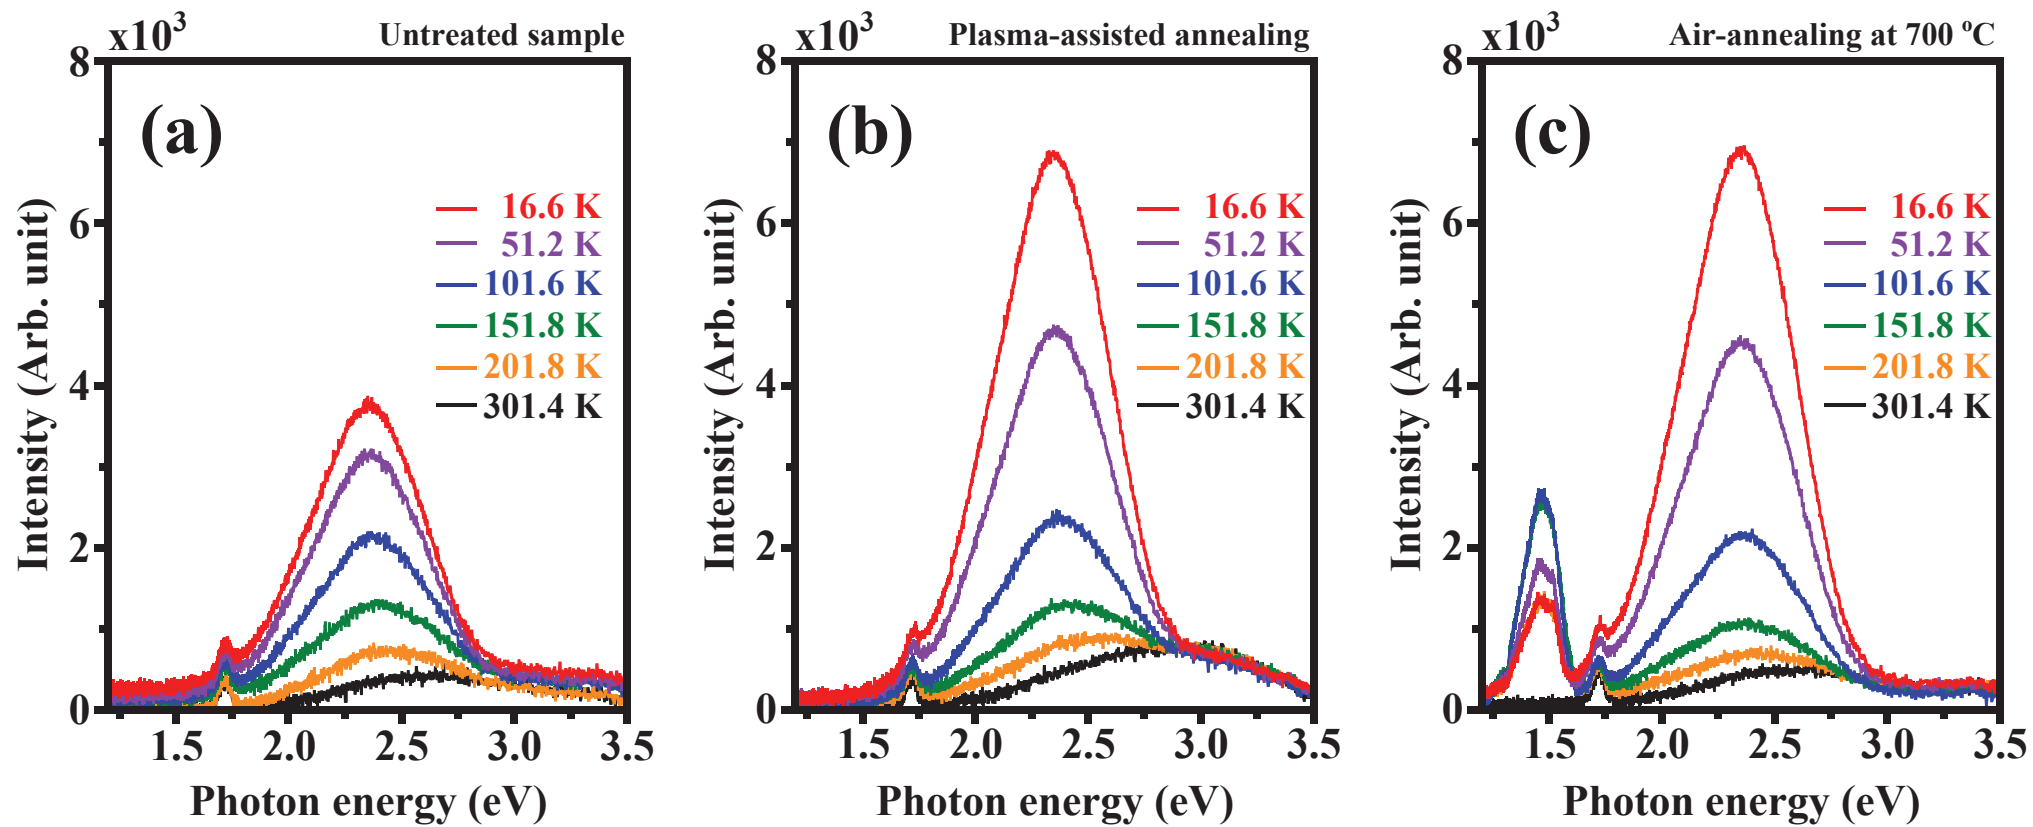 x10³ Untreated sample
(a)
8
6
4
2
0
Intensity (Arb. unit)
16.6 K
51.2 K
101.6 K
151.8 K
201.8 K
301.4 K
1.5 2.0 2.5 3.0 3.5
Photon energy (eV)
x10³ Plasma-assisted annealing
(b)
8
6
4
2
0
Intensity (Arb. unit)
16.6 K
51.2 K
101.6 K
151.8 K
201.8 K
301.4 K
1.5 2.0 2.5 3.0 3.5
Photon energy (eV)
x10³ Air-annealing at 700 ºC
(c)
8
6
4
2
0
Intensity (Arb. unit)
16.6 K
51.2 K
101.6 K
151.8 K
201.8 K
301.4 K
1.5 2.0 2.5 3.0 3.5
Photon energy (eV)